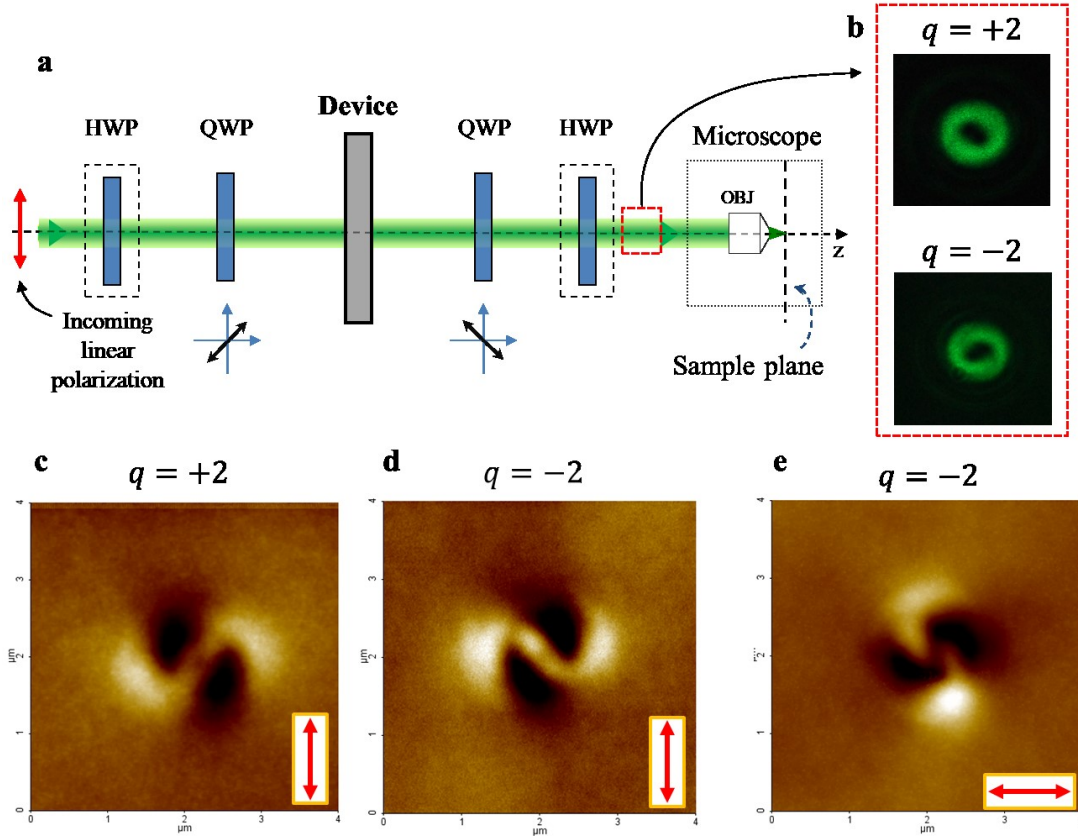 a
b
q = +2
q = −2
HWP
QWP
Device
QWP
HWP
Microscope
OBJ
z
Incoming
linear
polarization
Sample plane
c
q = +2
d
q = −2
e
q = −2
4
3
2
1
0
μm
0
1
2
3
4
μm
4
3
2
1
0
μm
0
1
2
3
4
μm
4
3
2
1
0
0
1
2
3
μm